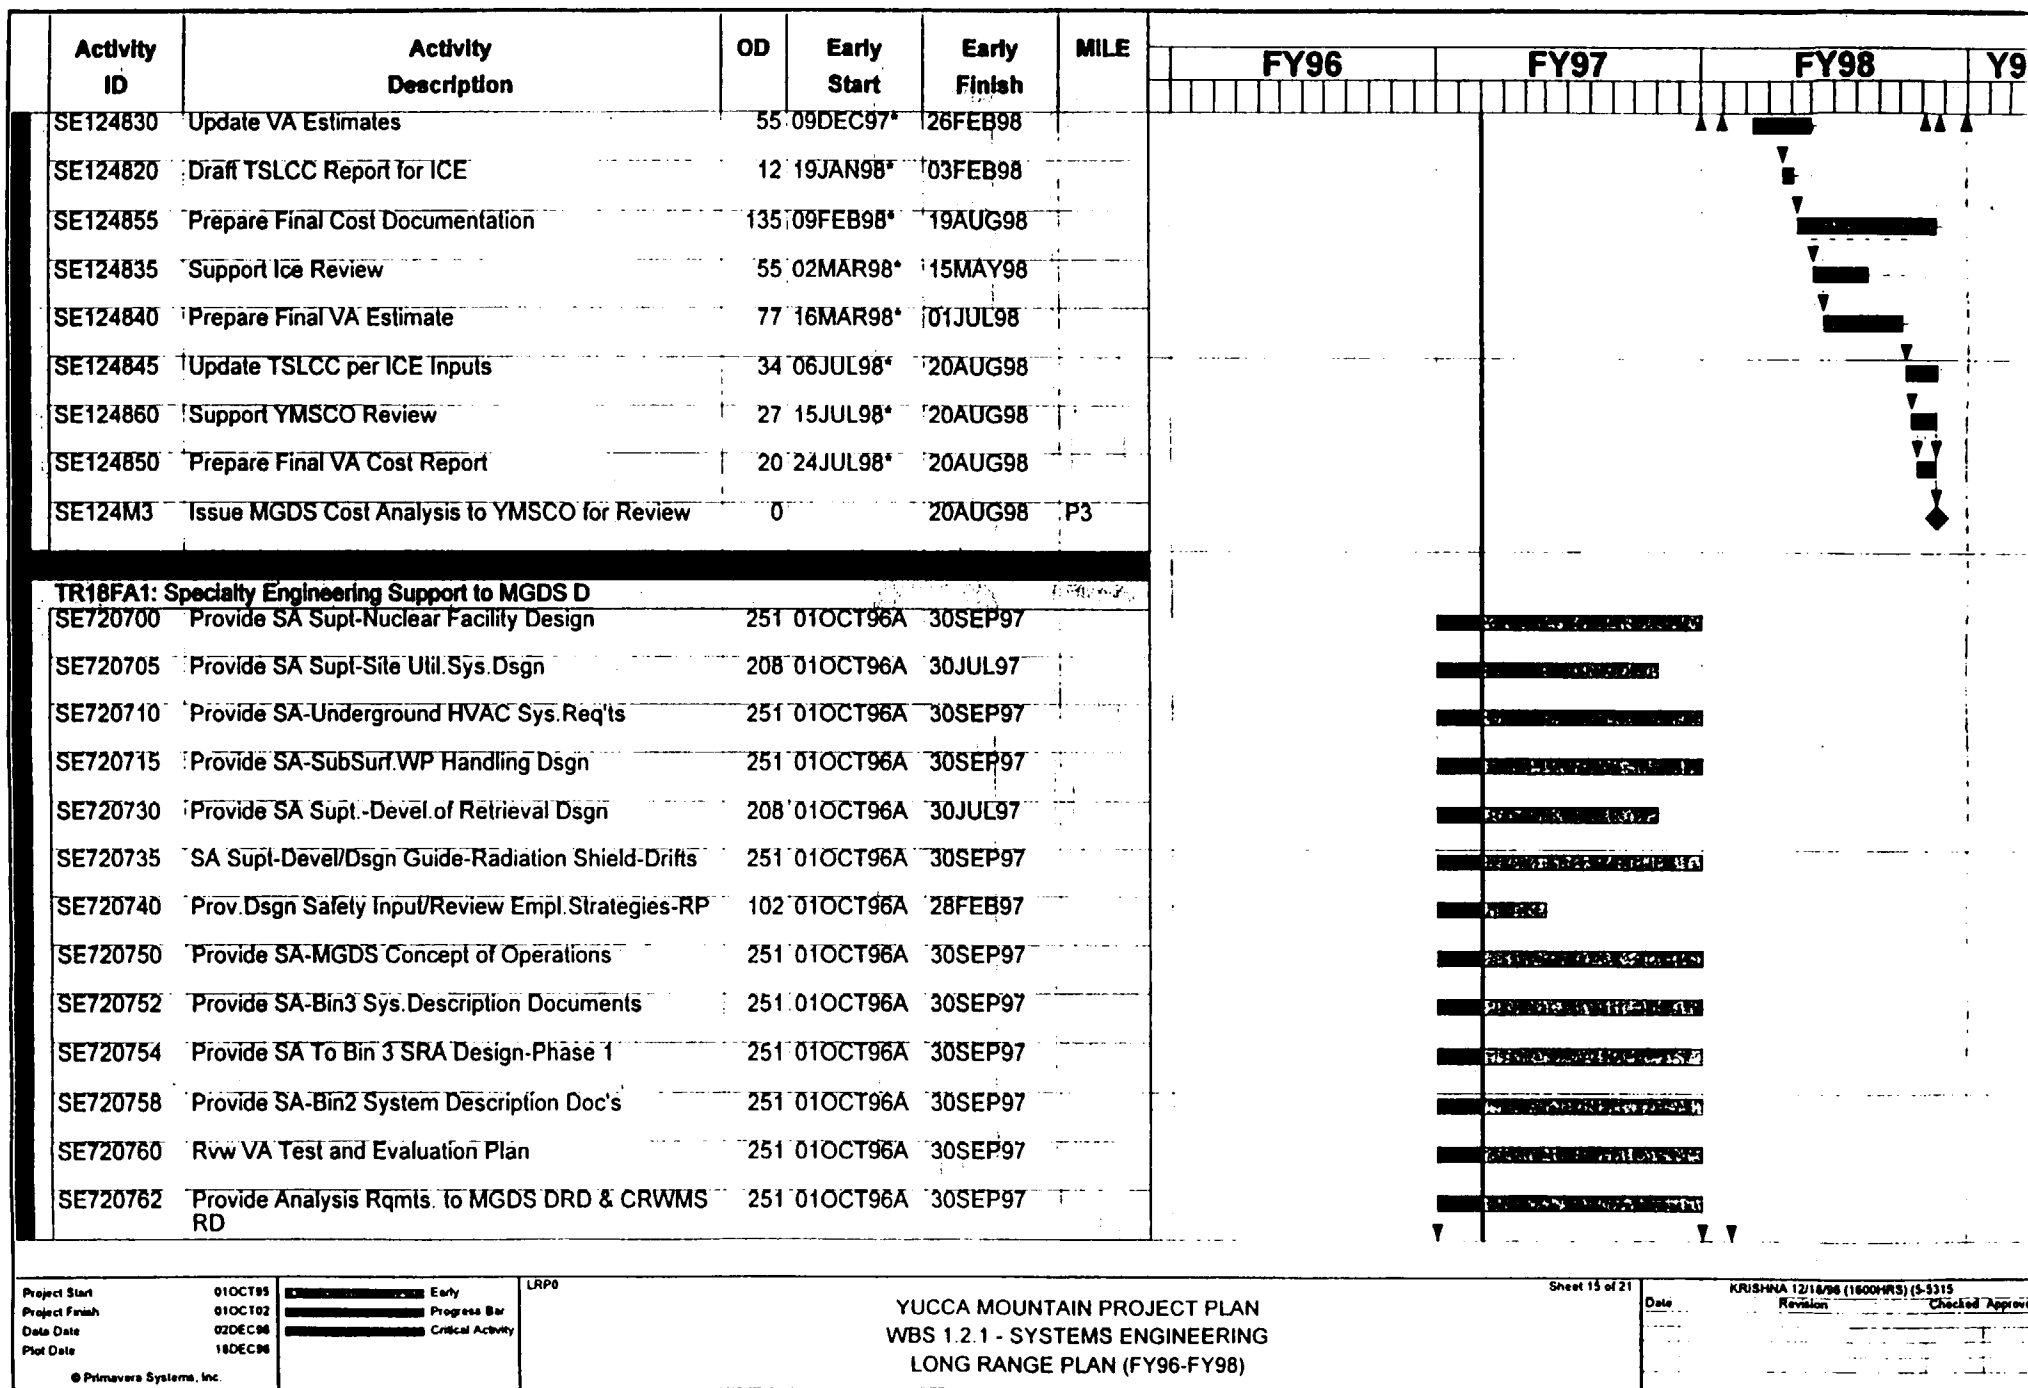 Activity ID Activity Description OD Early Start Early Finish MILE FY96 FY97 FY98 Y9
SE124830 Update VA Estimates 55 09DEC97* 26FEB98
SE124820 Draft TSLCC Report for ICE 12 19JAN98* 03FEB98
SE124855 Prepare Final Cost Documentation 135 09FEB98* 19AUG98
SE124835 Support Ice Review 55 02MAR98* 15MAY98
SE124840 Prepare Final VA Estimate 77 16MAR98* 01JUL98
SE124845 Update TSLCC per ICE Inputs 34 06JUL98* 20AUG98
SE124860 Support YMSCO Review 27 15JUL98* 20AUG98
SE124850 Prepare Final VA Cost Report 20 24JUL98* 20AUG98
SE124M3 Issue MGDS Cost Analysis to YMSCO for Review 0 20AUG98 P3
TR18FA1: Specialty Engineering Support to MGDS D
SE720700 Provide SA Supt-Nuclear Facility Design 251 01OCT96A 30SEP97
SE720705 Provide SA Supt-Site Util.Sys.Dsgn 208 01OCT96A 30JUL97
SE720710 Provide SA-Underground HVAC Sys.Req'ts 251 01OCT96A 30SEP97
SE720715 Provide SA-SubSurf.WP Handling Dsgn 251 01OCT96A 30SEP97
SE720730 Provide SA Supt.-Devel.of Retrieval Dsgn 208 01OCT96A 30JUL97
SE720735 SA Supt-Devel/Dsgn Guide-Radiation Shield-Drifts 251 01OCT96A 30SEP97
SE720740 Prov.Dsgn Safety Input/Review Empl.Strategies-RP 102 01OCT96A 28FEB97
SE720750 Provide SA-MGDS Concept of Operations 251 01OCT96A 30SEP97
SE720752 Provide SA-Bin3 Sys.Description Documents 251 01OCT96A 30SEP97
SE720754 Provide SA To Bin 3 SRA Design-Phase 1 251 01OCT96A 30SEP97
SE720758 Provide SA-Bin2 System Description Doc's 251 01OCT96A 30SEP97
SE720760 Rvw VA Test and Evaluation Plan 251 01OCT96A 30SEP97
SE720762 Provide Analysis Rqmts. to MGDS DRD & CRWMS 251 01OCT96A 30SEP97
RD
Project Start 01OCT95
Project Finish 01OCT02
Data Date 02DEC96
Plot Date 18DEC96
© Primavera Systems, Inc.
Early
Progress Bar
Critical Activity
LRP0
YUCCA MOUNTAIN PROJECT PLAN
WBS 1.2.1 - SYSTEMS ENGINEERING
LONG RANGE PLAN (FY96-FY98)
Sheet 15 of 21
KRISHNA 12/18/96 (1600HRS) (5-5315
Date Revision Checked Approve